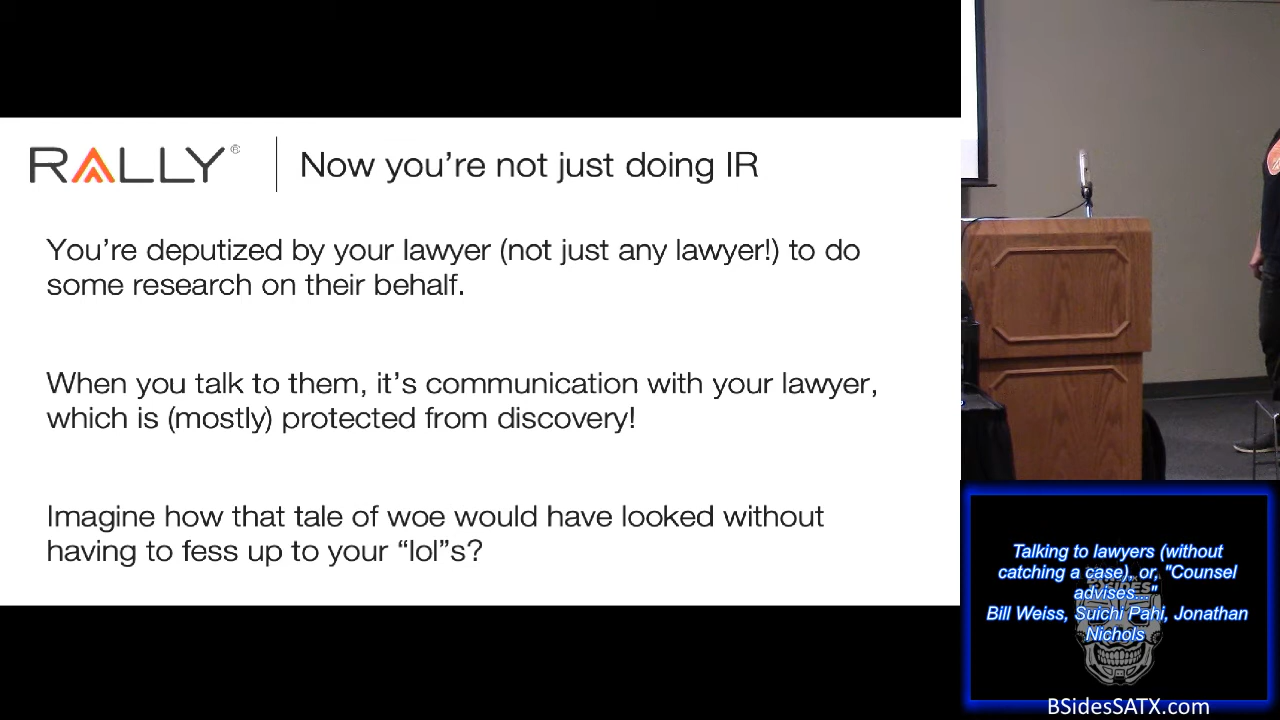 RALLY®
Now you're not just doing IR
You're deputized by your lawyer (not just any lawyer!) to do
some research on their behalf.
When you talk to them, it's communication with your lawyer,
which is (mostly) protected from discovery!
Imagine how that tale of woe would have looked without
having to fess up to your “lol”s?
Talking to lawyers (without
catching a case), or, "Counsel
advises..."
Bill Weiss, Suichi Pahi, Jonathan
Nichols
BSidesSATX.com